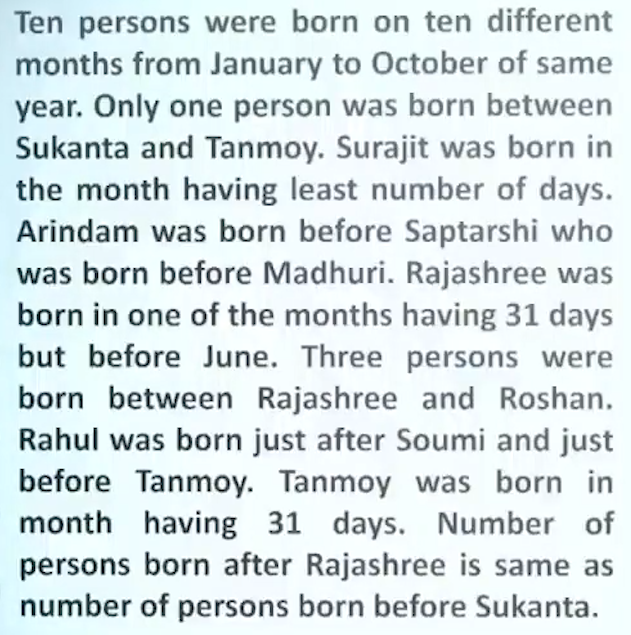 Ten persons were born on ten different
months from January to October of same
year. Only one person was born between
Sukanta and Tanmoy. Surajit was born in
the month having least number of days.
Arindam was born before Saptarshi who
was born before Madhuri. Rajashree was
born in one of the months having 31 days
but before June. Three persons were
born between Rajashree and Roshan.
Rahul was born just after Soumi and just
before Tanmoy. Tanmoy was born in
month having 31 days. Number of
persons born after Rajashree is same as
number of persons born before Sukanta.